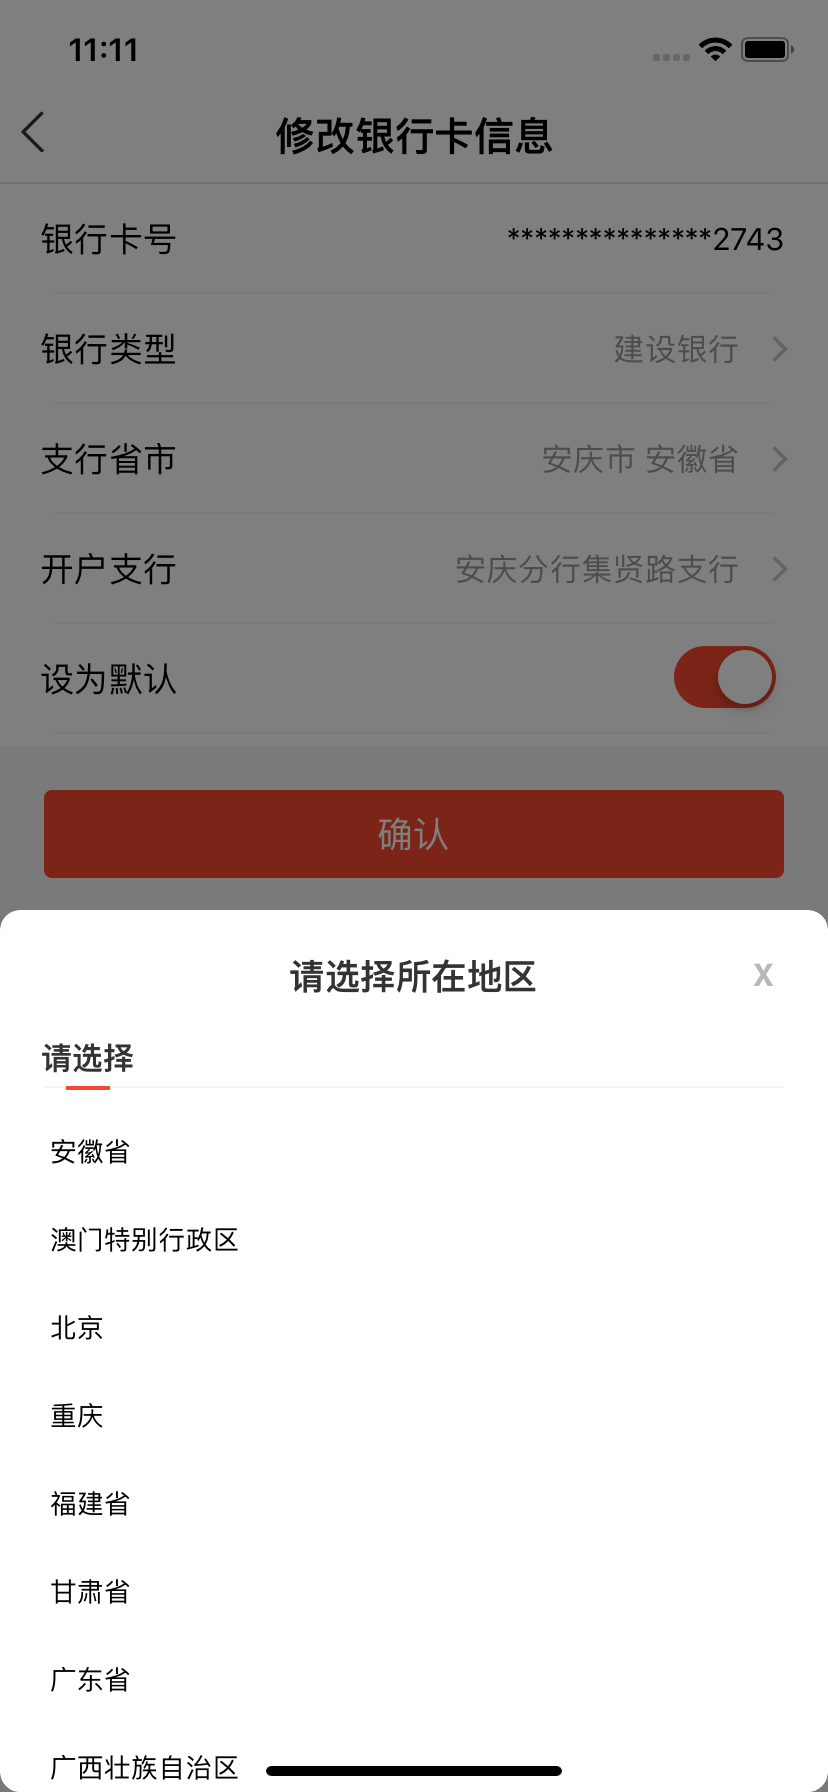 11:11
修改银行卡信息
银行卡号 ***************2743
银行类型 建设银行
支行省市 安庆市 安徽省
开户支行 安庆分行集贤路支行
设为默认
确认
请选择所在地区 X
请选择
安徽省
澳门特别行政区
北京
重庆
福建省
甘肃省
广东省
广西壮族自治区